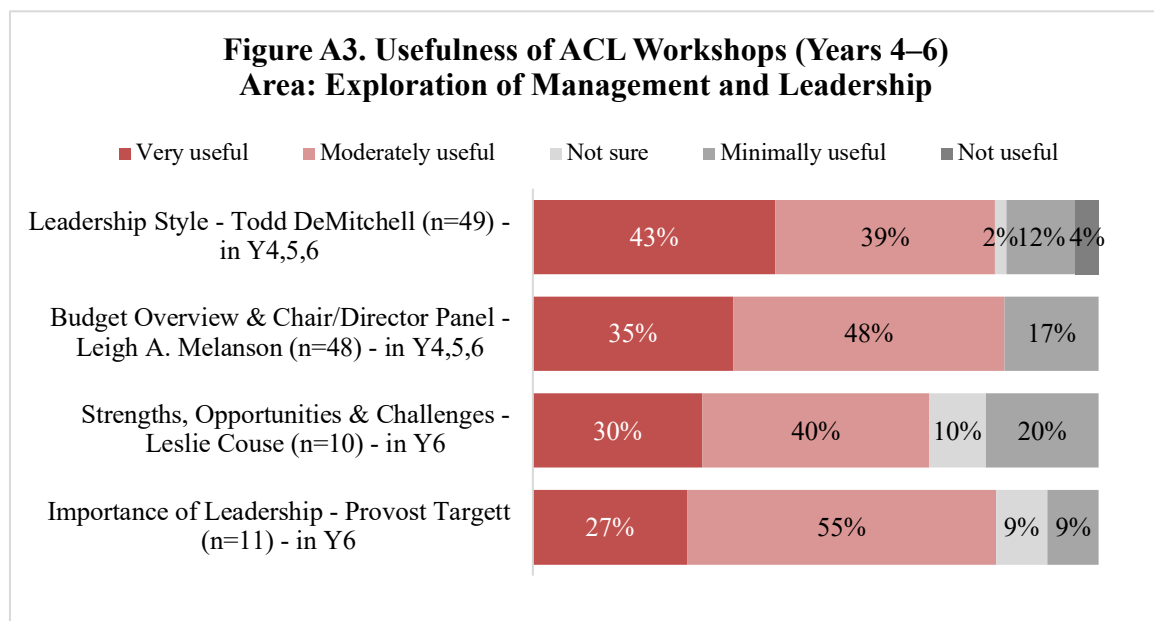 Figure A3. Usefulness of ACL Workshops (Years 4–6)
Area: Exploration of Management and Leadership
Very useful Moderately useful Not sure Minimally useful Not useful
Leadership Style - Todd DeMitchell (n=49) -
in Y4,5,6
43% 39% 2% 12% 4%
Budget Overview & Chair/Director Panel -
Leigh A. Melanson (n=48) - in Y4,5,6
35% 48% 17%
Strengths, Opportunities & Challenges -
Leslie Couse (n=10) - in Y6
30% 40% 10% 20%
Importance of Leadership - Provost Targett
(n=11) - in Y6
27% 55% 9% 9%